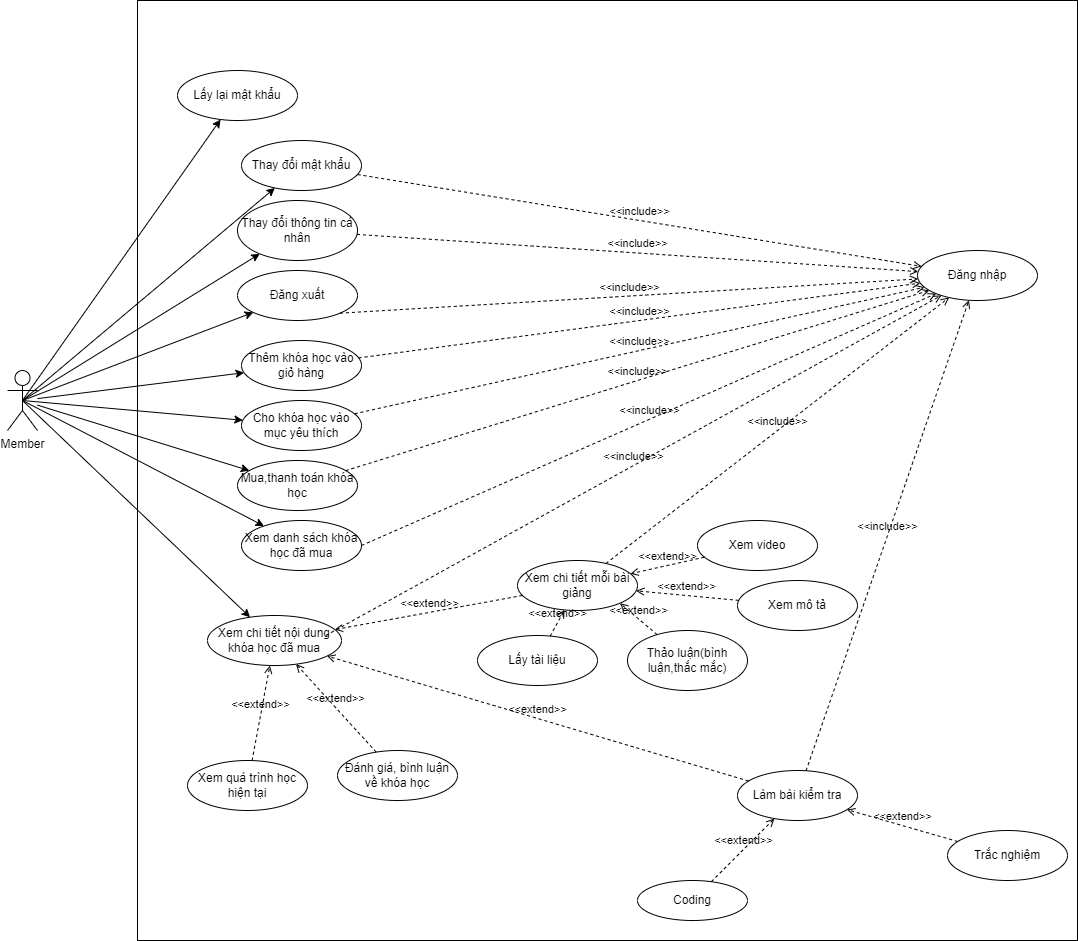 Lấy lại mật khẩu
Thay đổi mật khẩu
<<include>>
Thay đổi thông tin cá
nhân
<<include>>
Đăng nhập
Đăng xuất
<<include>>
<<include>>
<<include>>
Thêm khóa học vào
giỏ hàng
<<include>>
Cho khóa học vào
mục yêu thích
<<include>>
<<include>>
Member
<<include>>
Mua,thanh toán khóa
học
<<include>>
Xem danh sách khóa
học đã mua
Xem video
<<extend>>
Xem chi tiết mỗi bài
giảng
<<extend>>
Xem mô tả
<<extend>>
<<extend>>
<<extend>>
Xem chi tiết nội dung
khóa học đã mua
Lấy tài liệu
Thảo luận(bình
luận,thắc mắc)
<<extend>>
<<extend>>
<<extend>>
Xem quá trình học
hiện tại
Đánh giá, bình luận
về khóa học
Làm bài kiểm tra
<<extend>>
<<extend>>
Trắc nghiệm
Coding